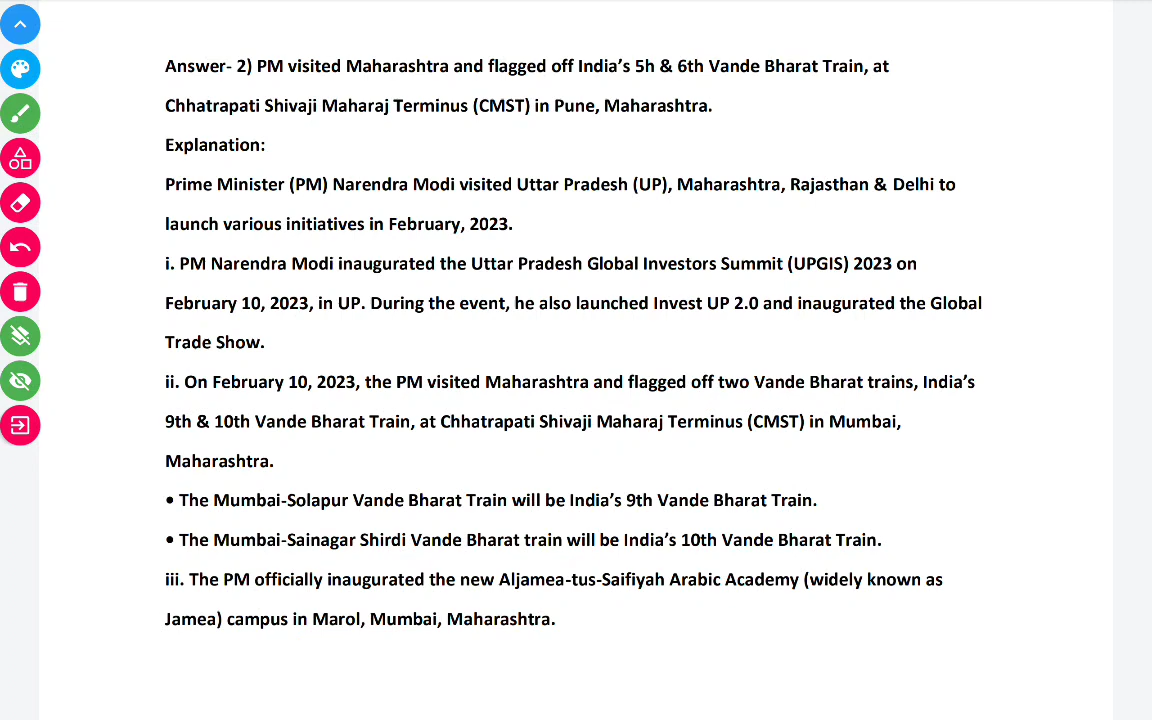 Answer- 2) PM visited Maharashtra and flagged off India’s 5h & 6th Vande Bharat Train, at
Chhatrapati Shivaji Maharaj Terminus (CMST) in Pune, Maharashtra.
Explanation:
Prime Minister (PM) Narendra Modi visited Uttar Pradesh (UP), Maharashtra, Rajasthan & Delhi to
launch various initiatives in February, 2023.
i. PM Narendra Modi inaugurated the Uttar Pradesh Global Investors Summit (UPGIS) 2023 on
February 10, 2023, in UP. During the event, he also launched Invest UP 2.0 and inaugurated the Global
Trade Show.
ii. On February 10, 2023, the PM visited Maharashtra and flagged off two Vande Bharat trains, India’s
9th & 10th Vande Bharat Train, at Chhatrapati Shivaji Maharaj Terminus (CMST) in Mumbai,
Maharashtra.
• The Mumbai-Solapur Vande Bharat Train will be India’s 9th Vande Bharat Train.
• The Mumbai-Sainagar Shirdi Vande Bharat train will be India’s 10th Vande Bharat Train.
iii. The PM officially inaugurated the new Aljamea-tus-Saifiyah Arabic Academy (widely known as
Jamea) campus in Marol, Mumbai, Maharashtra.